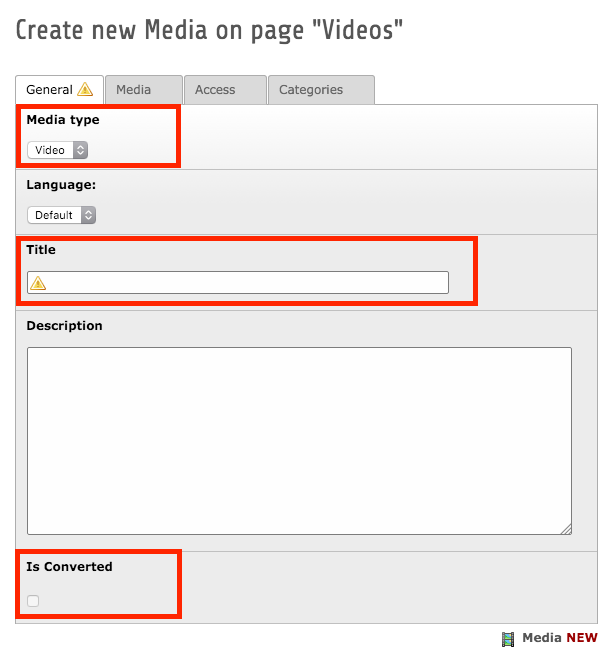 Create new Media on page "Videos"
General Media Access Categories
Media type
Video
Language:
Default
Title
Description
Is Converted
Media NEW